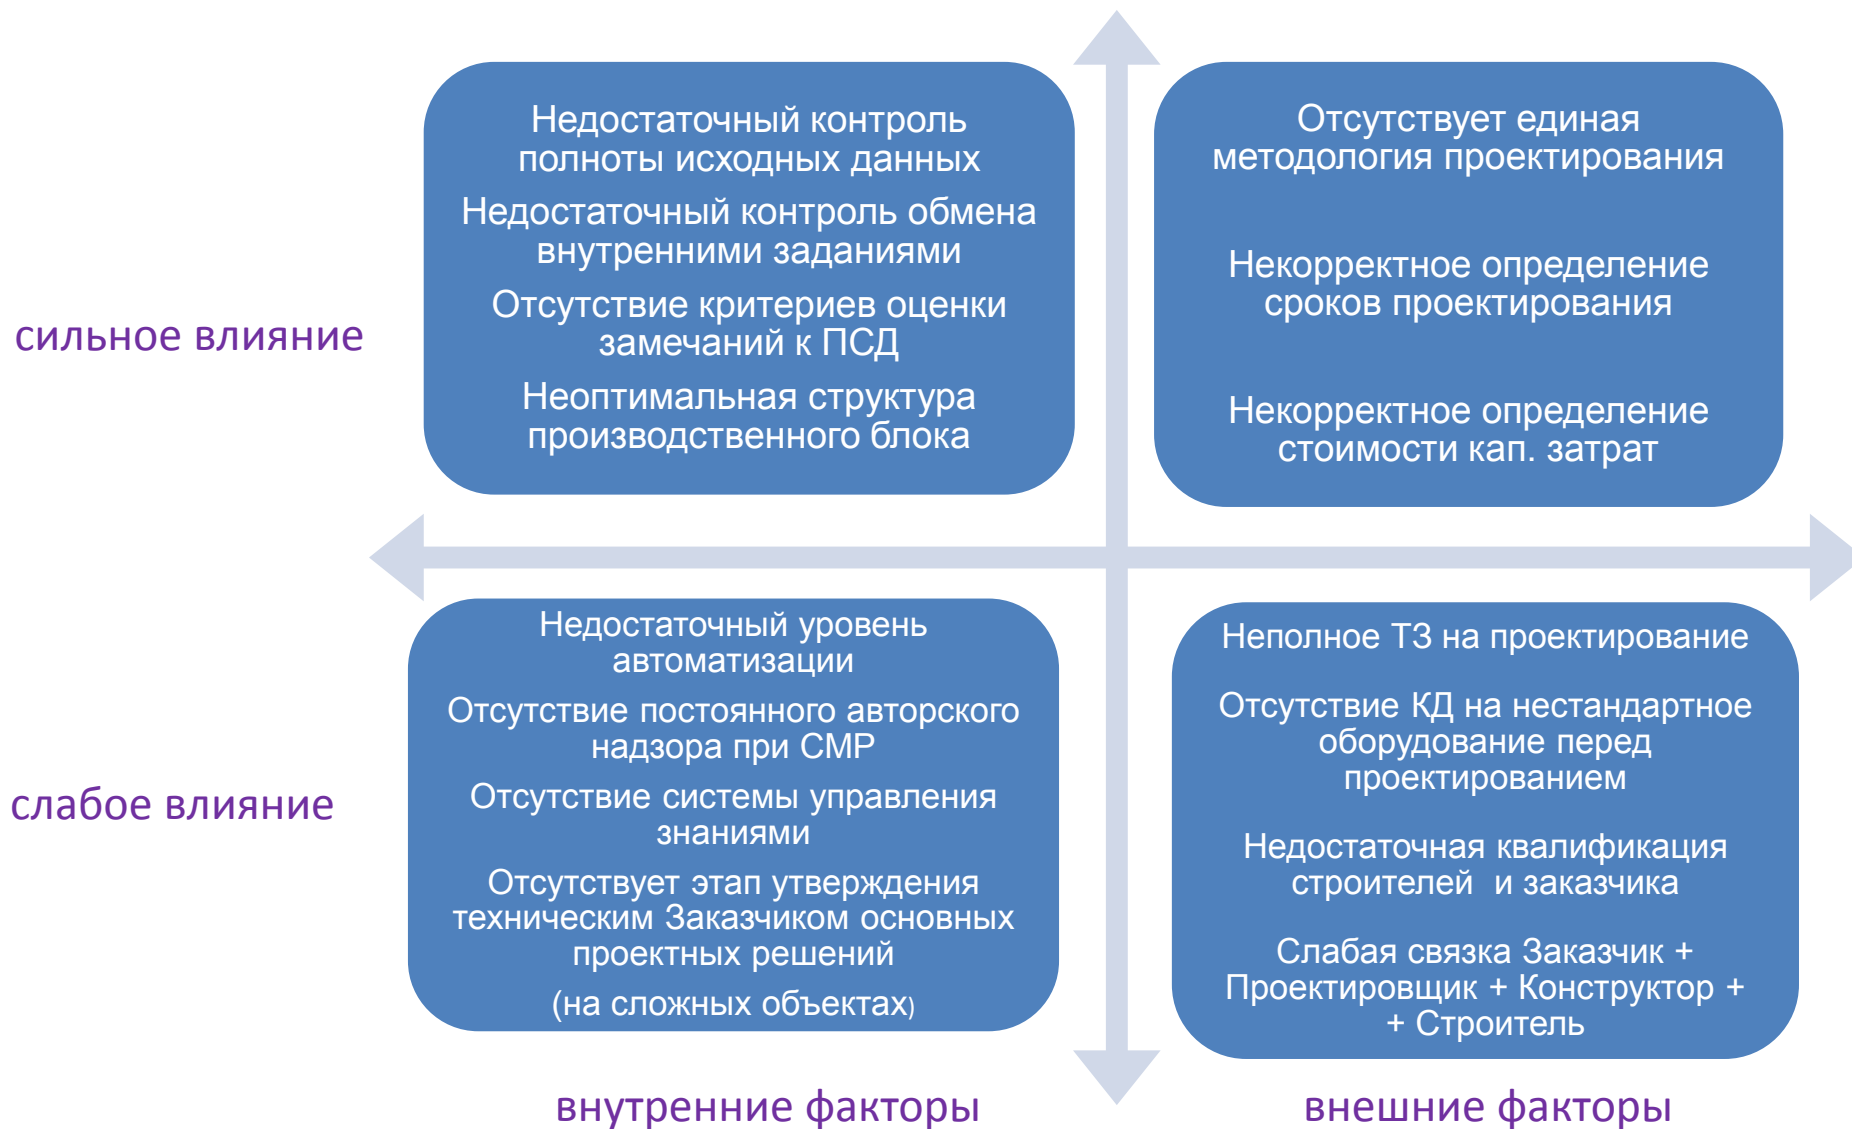 Недостаточный контроль
полноты исходных данных
Недостаточный контроль обмена
внутренними заданиями
Отсутствие критериев оценки
замечаний к ПСД
Неоптимальная структура
производственного блока
Отсутствует единая
методология проектирования
Некорректное определение
сроков проектирования
Некорректное определение
стоимости кап. затрат
сильное влияние
слабое влияние
Недостаточный уровень
автоматизации
Отсутствие постоянного авторского
надзора при СМР
Отсутствие системы управления
знаниями
Отсутствует этап утверждения
техническим Заказчиком основных
проектных решений
(на сложных объектах)
Неполное ТЗ на проектирование
Отсутствие КД на нестандартное
оборудование перед
проектированием
Недостаточная квалификация
строителей и заказчика
Слабая связка Заказчик +
Проектировщик + Конструктор +
+ Строитель
внутренние факторы
внешние факторы